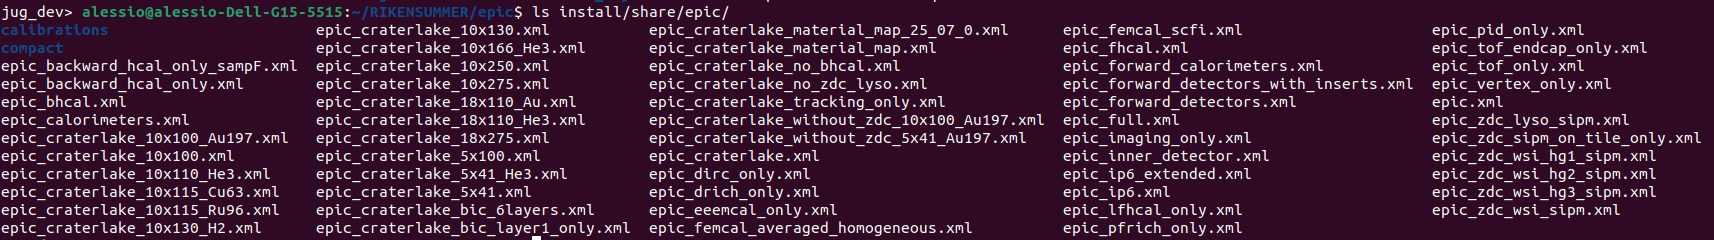 jug_dev> alessio@alessio-Dell-G15-5515:~/RIKENSUMMER/epic$ ls install/share/epic/
calibrations epic_craterlake_10x130.xml epic_craterlake_material_map_25_07_0.xml epic_femcal_scfi.xml epic_pid_only.xml
compact epic_craterlake_10x166_He3.xml epic_craterlake_material_map.xml epic_fhcal.xml epic_tof_endcap_only.xml
epic_backward_hcal_only_sampF.xml epic_craterlake_10x250.xml epic_craterlake_no_bhcal.xml epic_forward_calorimeters.xml epic_tof_only.xml
epic_backward_hcal_only.xml epic_craterlake_10x275.xml epic_craterlake_no_zdc_lyso.xml epic_forward_detectors_with_inserts.xml epic_vertex_only.xml
epic_bhcal.xml epic_craterlake_18x110_Au.xml epic_craterlake_tracking_only.xml epic_forward_detectors.xml epic.xml
epic_calorimeters.xml epic_craterlake_18x110_He3.xml epic_craterlake_without_zdc_10x100_Au197.xml epic_full.xml epic_zdc_lyso_sipm.xml
epic_craterlake_10x100_Au197.xml epic_craterlake_18x275.xml epic_craterlake_without_zdc_5x41_Au197.xml epic_imaging_only.xml epic_zdc_sipm_on_tile_only.xml
epic_craterlake_10x100.xml epic_craterlake_5x100.xml epic_craterlake.xml epic_inner_detector.xml epic_zdc_wsi_hg1_sipm.xml
epic_craterlake_10x110_He3.xml epic_craterlake_5x41_He3.xml epic_dirc_only.xml epic_ip6_extended.xml epic_zdc_wsi_hg2_sipm.xml
epic_craterlake_10x115_Cu63.xml epic_craterlake_5x41.xml epic_drich_only.xml epic_ip6.xml epic_zdc_wsi_hg3_sipm.xml
epic_craterlake_10x115_Ru96.xml epic_craterlake_bic_6layers.xml epic_eeemcal_only.xml epic_lfhcal_only.xml epic_zdc_wsi_sipm.xml
epic_craterlake_10x130_H2.xml epic_craterlake_bic_layer1_only.xml epic_femcal_averaged_homogeneous.xml epic_pfrich_only.xml